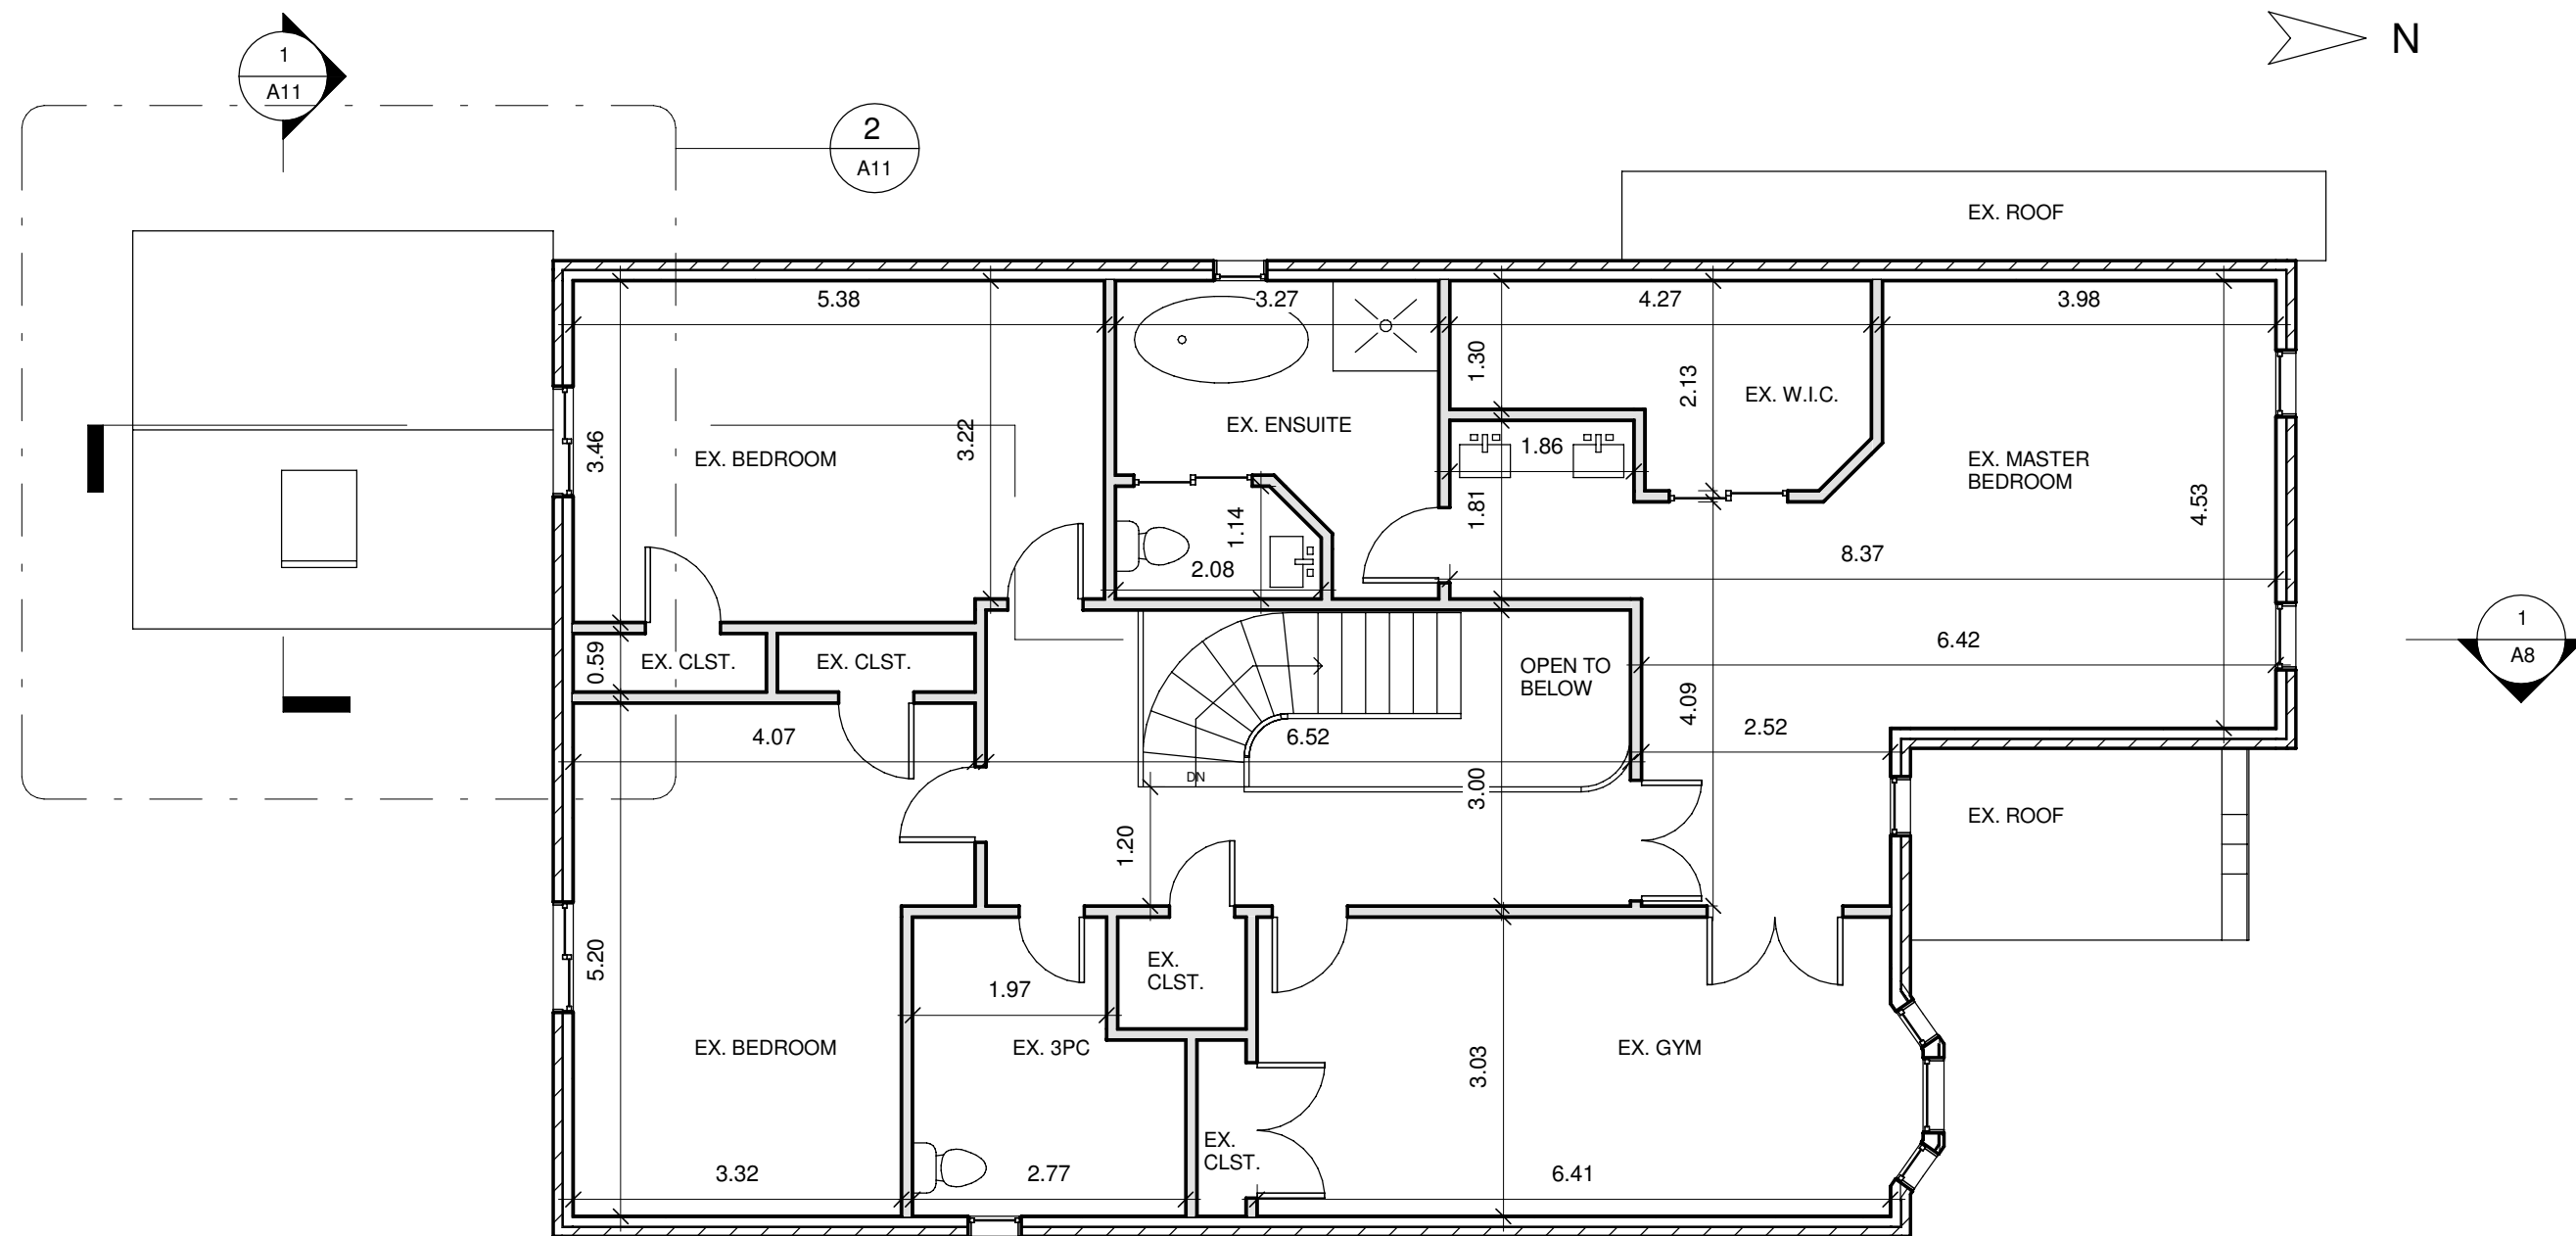 N
1
A11
2
A11
EX. ROOF
5.38
3.27
4.27
3.98
1.30
2.13
EX. W.I.C.
EX. ENSUITE
3.46
3.22
1.86
EX. BEDROOM
EX. MASTER
BEDROOM
4.53
1.81
1.14
8.37
2.08
1
A8
6.42
0.59
EX. CLST.
EX. CLST.
OPEN TO
BELOW
4.09
2.52
4.07
6.52
DN
3.00
EX. ROOF
1.20
5.20
EX.
CLST.
1.97
EX. BEDROOM
EX. 3PC
3.03
EX. GYM
EX.
CLST.
3.32
2.77
6.41